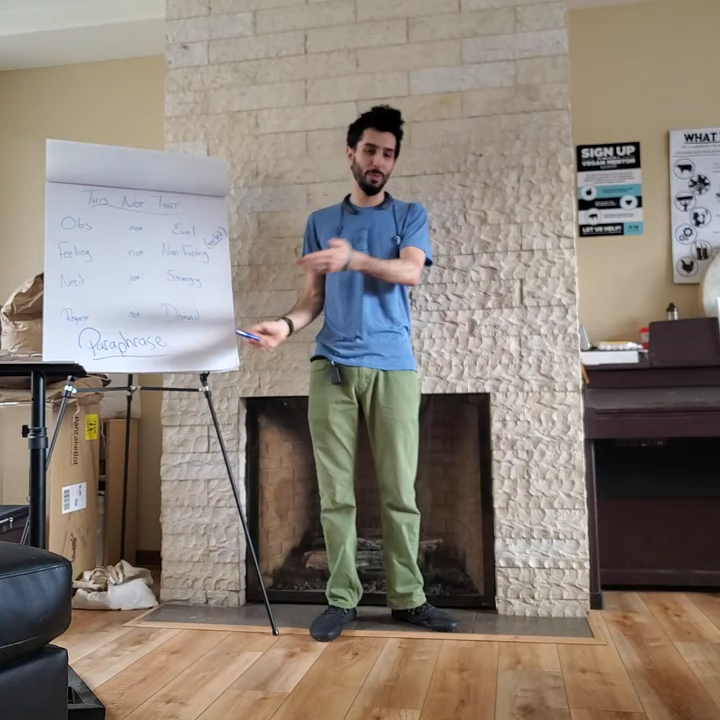 THIS NOT THAT
Obs not Eval
Feeling not Non Feeling
Need not Strategy
Request not Demand
Paraphrase
SIGN UP
VEGAN MENTOR
LET US HELP!
WHAT
PancakeBot